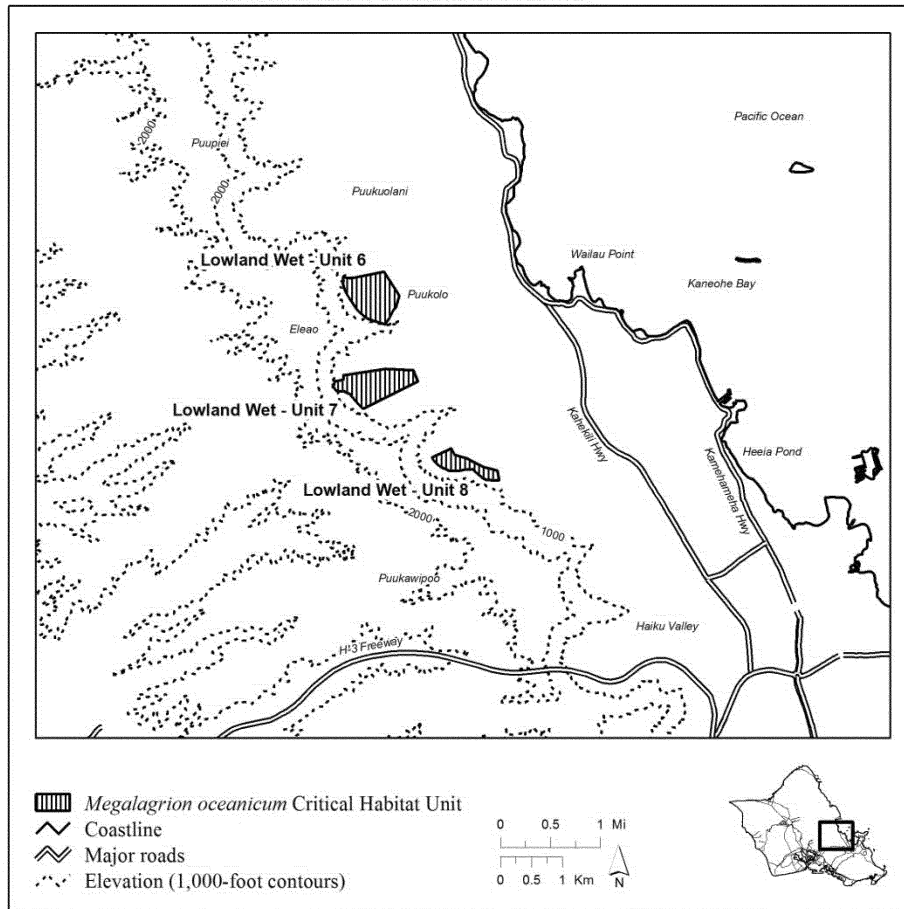 Pacific Ocean
2000
Puupiei
2000
Puukuolani
Wailau Point
Lowland Wet - Unit 6
Kaneohe Bay
Puukolo
Eleao
Lowland Wet - Unit 7
Kahekili Hwy
Kamehameha Hwy
Heeia Pond
Lowland Wet - Unit 8
2000
1000
Puukawipoo
Haiku Valley
H-3 Freeway
Megalagrion oceanicum Critical Habitat Unit
Coastline
Major roads
Elevation (1,000-foot contours)
0 0.5 1 Mi
0 0.5 1 Km
N